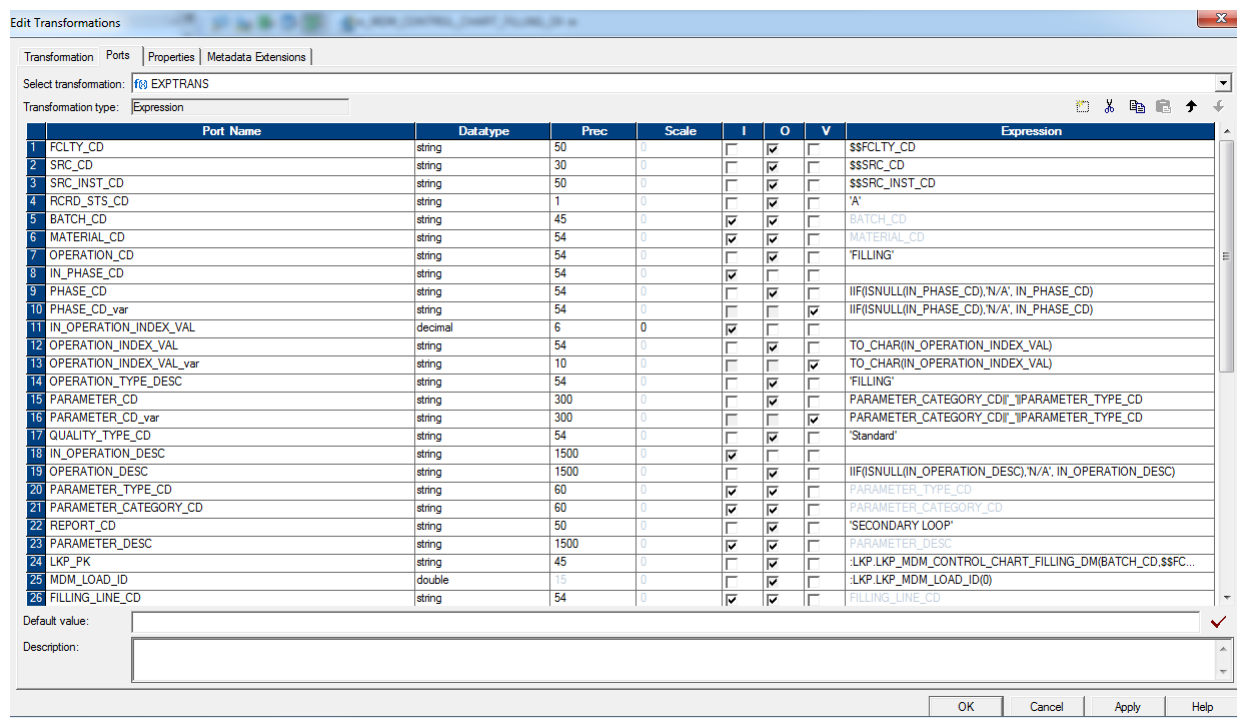 Edit Transformations
Transformation Ports Properties Metadata Extensions
Select transformation: f(x) EXPTRANS
Transformation type: Expression
Port Name Datatype Prec Scale I O V Expression
1 FCLTY_CD string 50 0 $$FCLTY_CD
2 SRC_CD string 30 0 $$SRC_CD
3 SRC_INST_CD string 50 0 $$SRC_INST_CD
4 RCRD_STS_CD string 1 0 'A'
5 BATCH_CD string 45 0 BATCH_CD
6 MATERIAL_CD string 54 0 MATERIAL_CD
7 OPERATION_CD string 54 0 'FILLING'
8 IN_PHASE_CD string 54 0
9 PHASE_CD string 54 0 IIF(ISNULL(IN_PHASE_CD),'N/A', IN_PHASE_CD)
10 PHASE_CD_var string 54 0 IIF(ISNULL(IN_PHASE_CD),'N/A', IN_PHASE_CD)
11 IN_OPERATION_INDEX_VAL decimal 6 0
12 OPERATION_INDEX_VAL string 54 0 TO_CHAR(IN_OPERATION_INDEX_VAL)
13 OPERATION_INDEX_VAL_var string 10 0 TO_CHAR(IN_OPERATION_INDEX_VAL)
14 OPERATION_TYPE_DESC string 54 0 'FILLING'
15 PARAMETER_CD string 300 0 PARAMETER_CATEGORY_CD||'_'||PARAMETER_TYPE_CD
16 PARAMETER_CD_var string 300 0 PARAMETER_CATEGORY_CD||'_'||PARAMETER_TYPE_CD
17 QUALITY_TYPE_CD string 54 0 'Standard'
18 IN_OPERATION_DESC string 1500 0
19 OPERATION_DESC string 1500 0 IIF(ISNULL(IN_OPERATION_DESC),'N/A', IN_OPERATION_DESC)
20 PARAMETER_TYPE_CD string 60 0 PARAMETER_TYPE_CD
21 PARAMETER_CATEGORY_CD string 60 0 PARAMETER_CATEGORY_CD
22 REPORT_CD string 50 0 'SECONDARY LOOP'
23 PARAMETER_DESC string 1500 0 PARAMETER_DESC
24 LKP_PK string 45 0 :LKP.LKP_MDM_CONTROL_CHART_FILLING_DM(BATCH_CD,$$FC...
25 MDM_LOAD_ID double 15 0 :LKP.LKP_MDM_LOAD_ID(0)
26 FILLING_LINE_CD string 54 0 FILLING_LINE_CD
Default value:
Description:
OK Cancel Apply Help